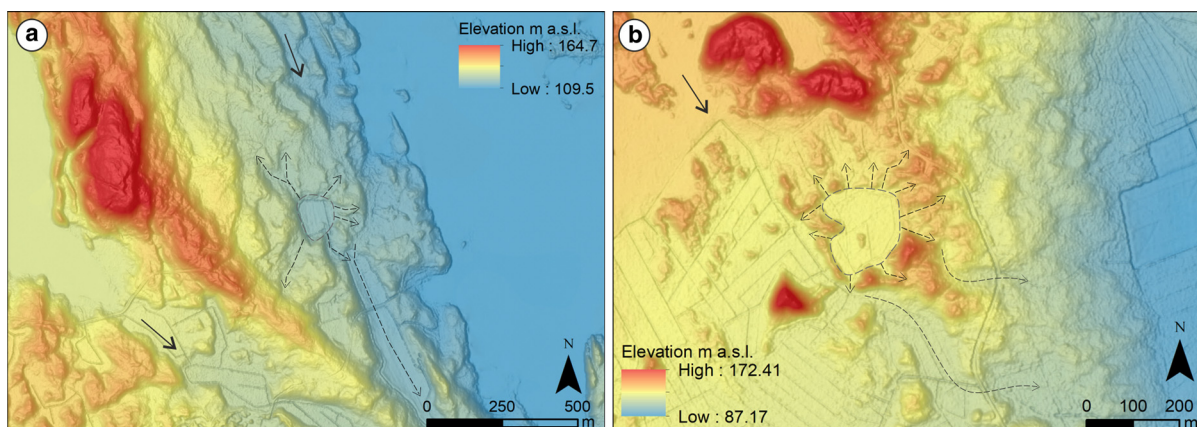 a
Elevation m a.s.l.
High : 164.7
Low : 109.5
N
0 250 500
m
b
N
Elevation m a.s.l.
High : 172.41
Low : 87.17
0 100 200
m